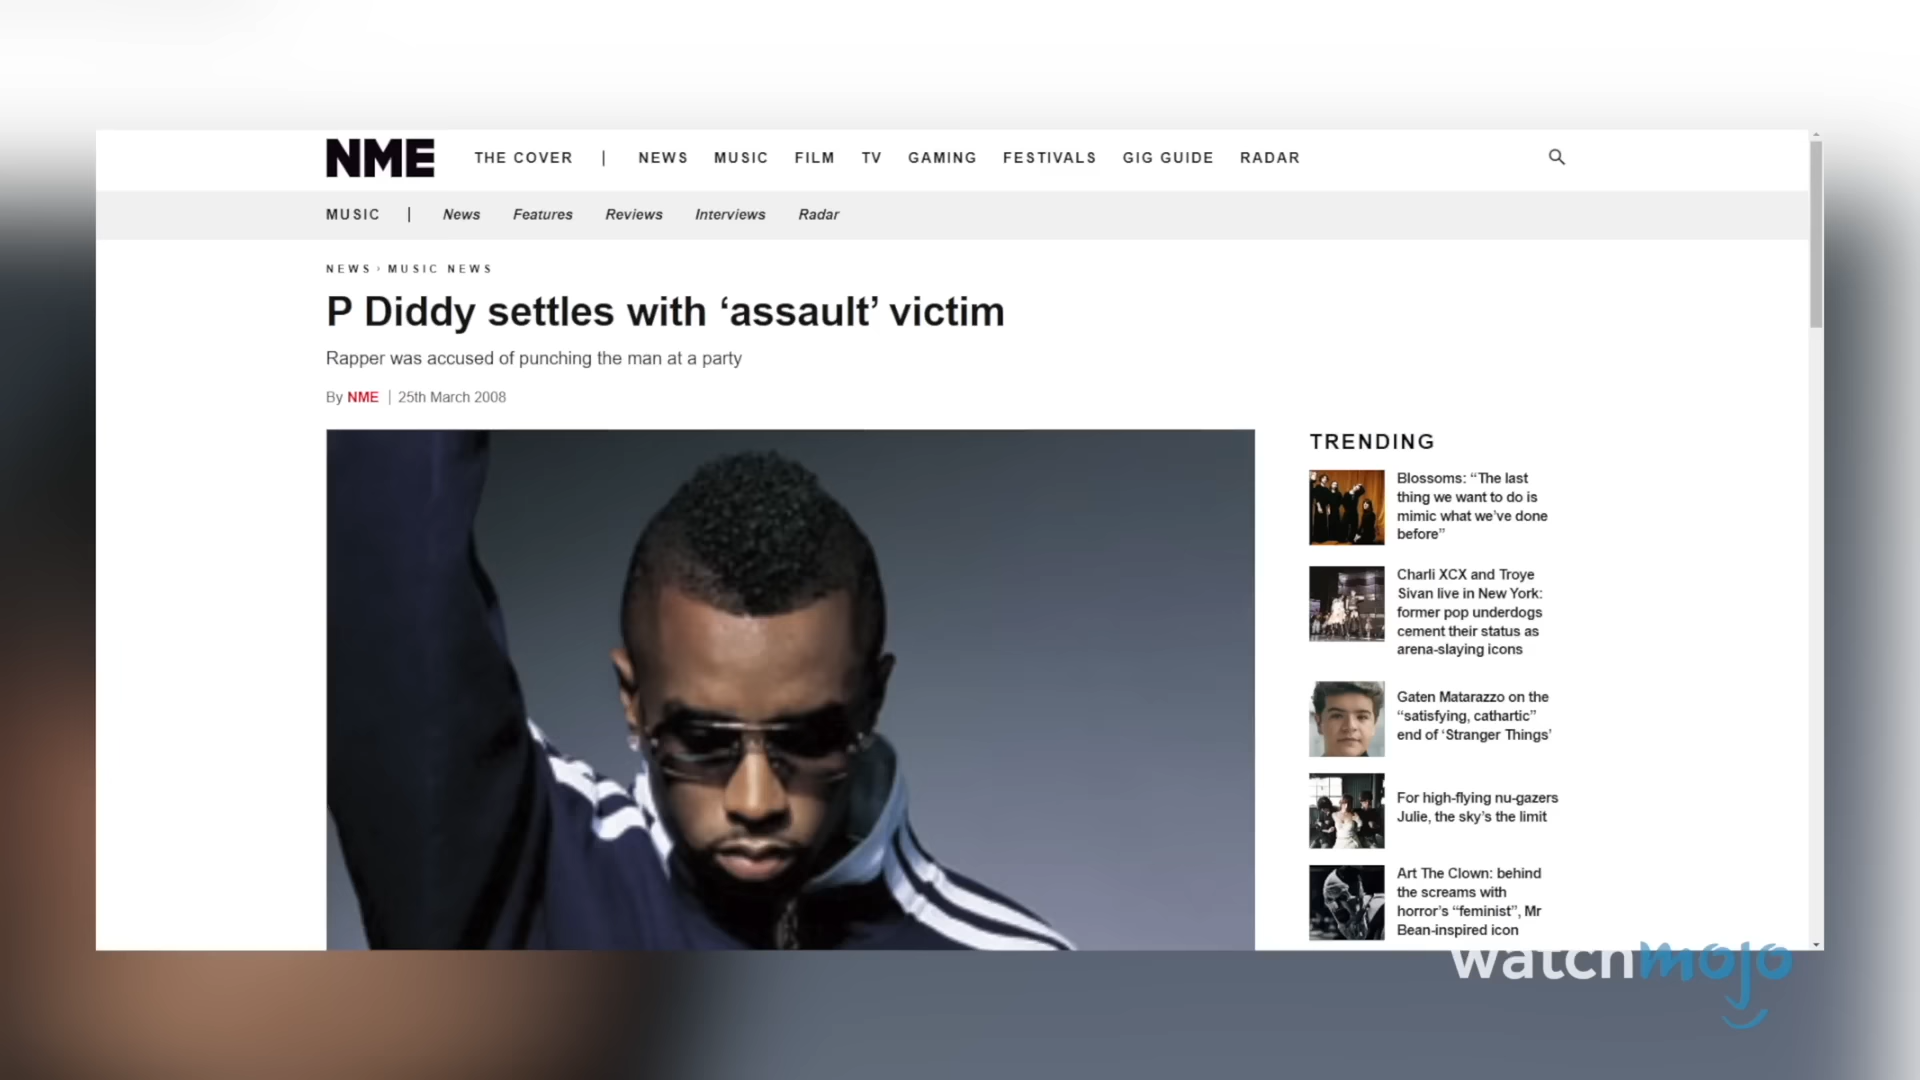 NME
THE COVER | NEWS MUSIC FILM TV GAMING FESTIVALS GIG GUIDE RADAR
MUSIC | News Features Reviews Interviews Radar
NEWS › MUSIC NEWS
P Diddy settles with ‘assault’ victim
Rapper was accused of punching the man at a party
By NME | 25th March 2008
TRENDING
Blossoms: “The last
thing we want to do is
mimic what we’ve done
before”
Charli XCX and Troye
Sivan live in New York:
former pop underdogs
cement their status as
arena-slaying icons
Gaten Matarazzo on the
“satisfying, cathartic”
end of ‘Stranger Things’
For high-flying nu-gazers
Julie, the sky’s the limit
Art The Clown: behind
the screams with
horror’s “feminist”, Mr
Bean-inspired icon
watchmojo